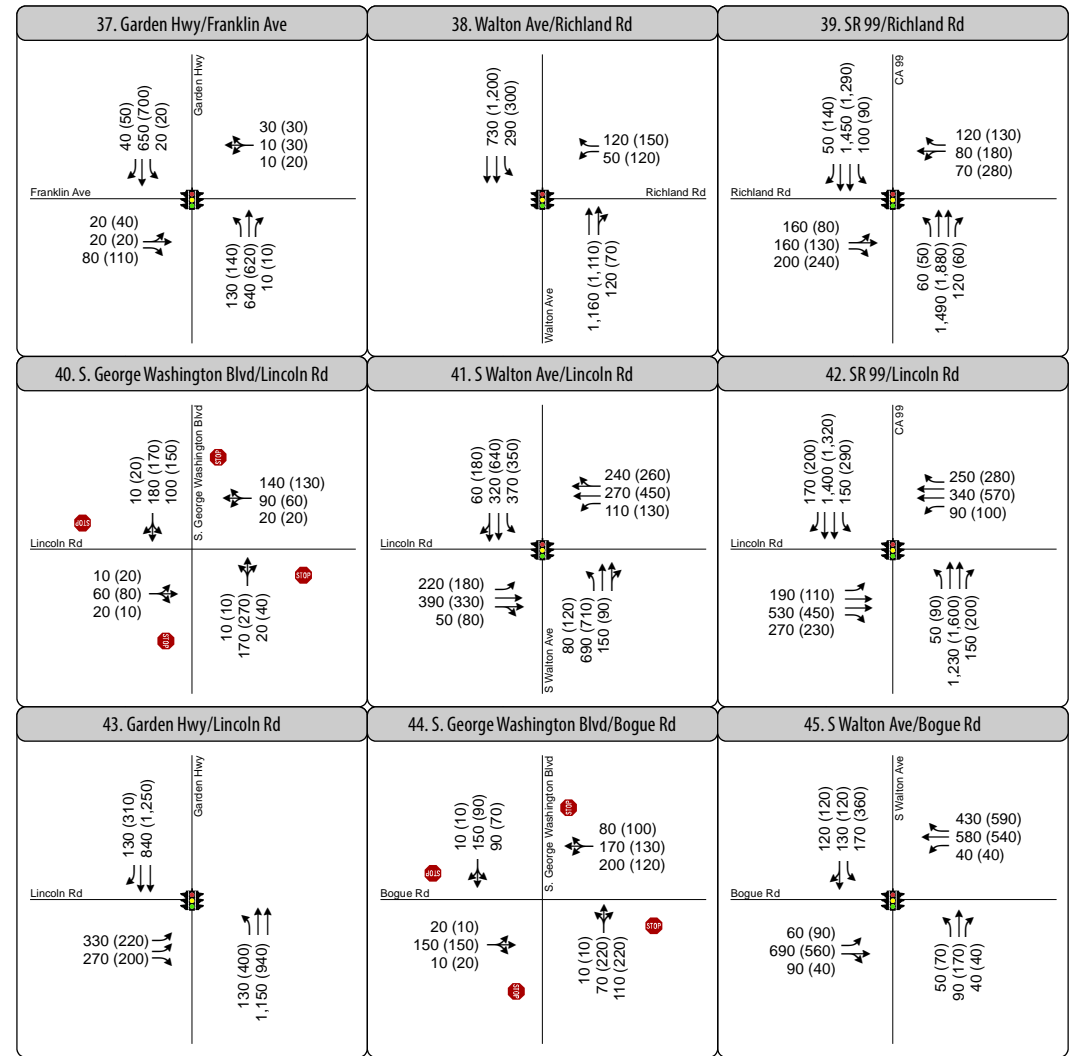 37. Garden Hwy/Franklin Ave
Garden Hwy
40 (50)
650 (700)
20 (20)
30 (30)
10 (30)
10 (20)
Franklin Ave
20 (40)
20 (20)
80 (110)
130 (140)
640 (620)
10 (10)
38. Walton Ave/Richland Rd
730 (1,200)
290 (300)
120 (150)
50 (120)
Richland Rd
1,160 (1,110)
120 (70)
Walton Ave
39. SR 99/Richland Rd
CA 99
50 (140)
1,450 (1,290)
100 (90)
120 (130)
80 (180)
70 (280)
Richland Rd
160 (80)
160 (130)
200 (240)
60 (50)
1,490 (1,880)
120 (60)
40. S. George Washington Blvd/Lincoln Rd
S. George Washington Blvd
10 (20)
180 (170)
100 (150)
STOP
140 (130)
90 (60)
20 (20)
STOP
Lincoln Rd
10 (20)
60 (80)
20 (10)
STOP
10 (10)
170 (270)
20 (40)
STOP
41. S Walton Ave/Lincoln Rd
60 (180)
320 (640)
370 (350)
240 (260)
270 (450)
110 (130)
Lincoln Rd
220 (180)
390 (330)
50 (80)
S Walton Ave
80 (120)
690 (710)
150 (90)
42. SR 99/Lincoln Rd
CA 99
170 (200)
1,400 (1,320)
150 (290)
250 (280)
340 (570)
90 (100)
Lincoln Rd
190 (110)
530 (450)
270 (230)
50 (90)
1,230 (1,600)
150 (200)
43. Garden Hwy/Lincoln Rd
Garden Hwy
130 (310)
840 (1,250)
Lincoln Rd
330 (220)
270 (200)
130 (400)
1,150 (940)
44. S. George Washington Blvd/Bogue Rd
S. George Washington Blvd
10 (10)
150 (90)
90 (70)
STOP
80 (100)
170 (130)
200 (120)
STOP
Bogue Rd
20 (10)
150 (150)
10 (20)
STOP
10 (10)
70 (220)
110 (220)
STOP
45. S Walton Ave/Bogue Rd
S Walton Ave
120 (120)
130 (120)
170 (360)
430 (590)
580 (540)
40 (40)
Bogue Rd
60 (90)
690 (560)
90 (40)
50 (70)
90 (170)
40 (40)